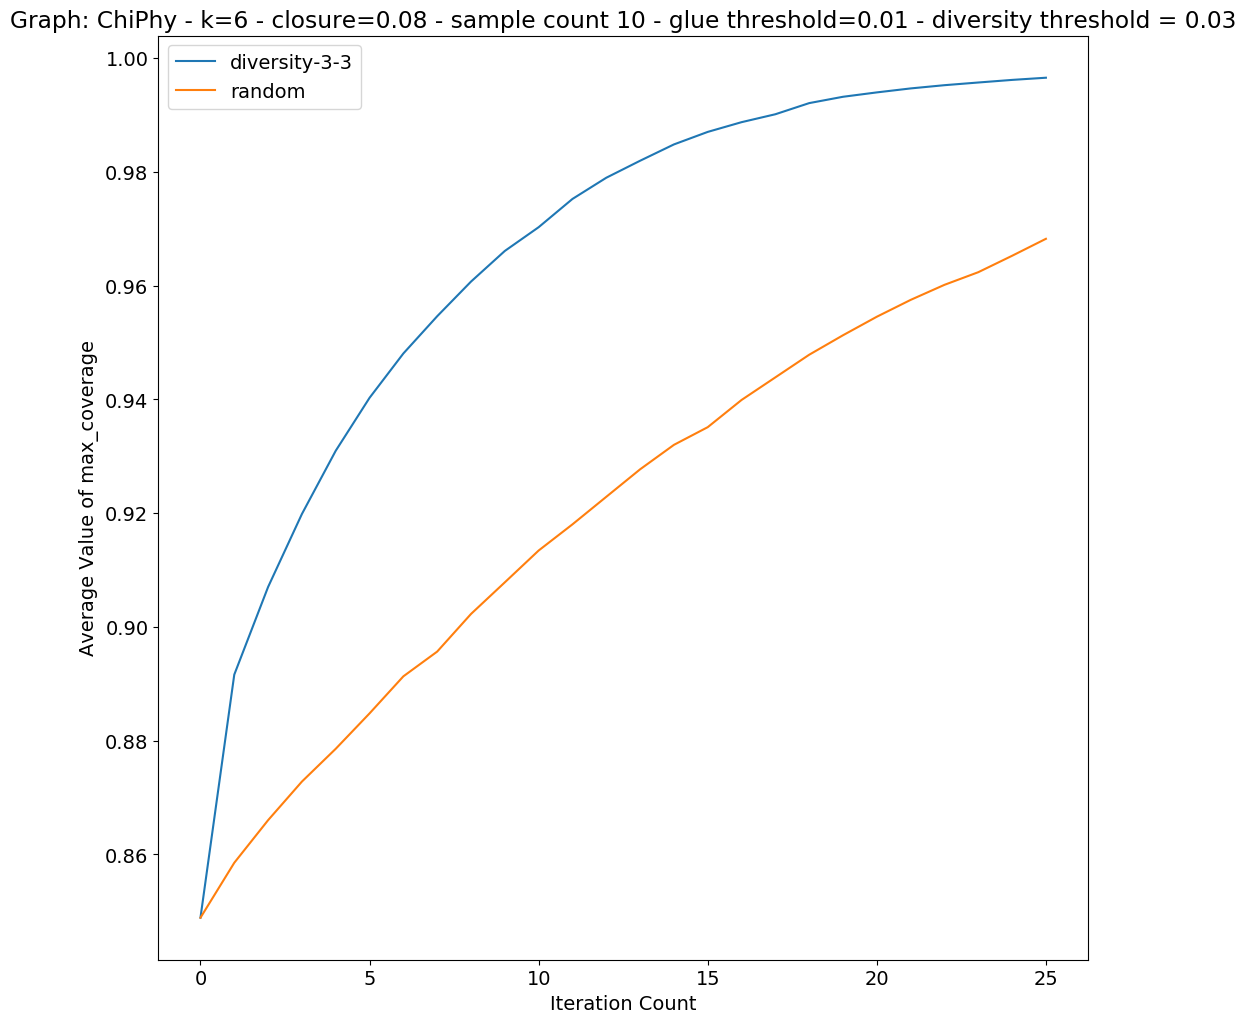 Graph: ChiPhy - k=6 - closure=0.08 - sample count 10 - glue threshold=0.01 - diversity threshold = 0.03
diversity-3-3
random
1.00
0.98
0.96
0.94
0.92
0.90
0.88
0.86
Average Value of max_coverage
0
5
10
15
20
25
Iteration Count